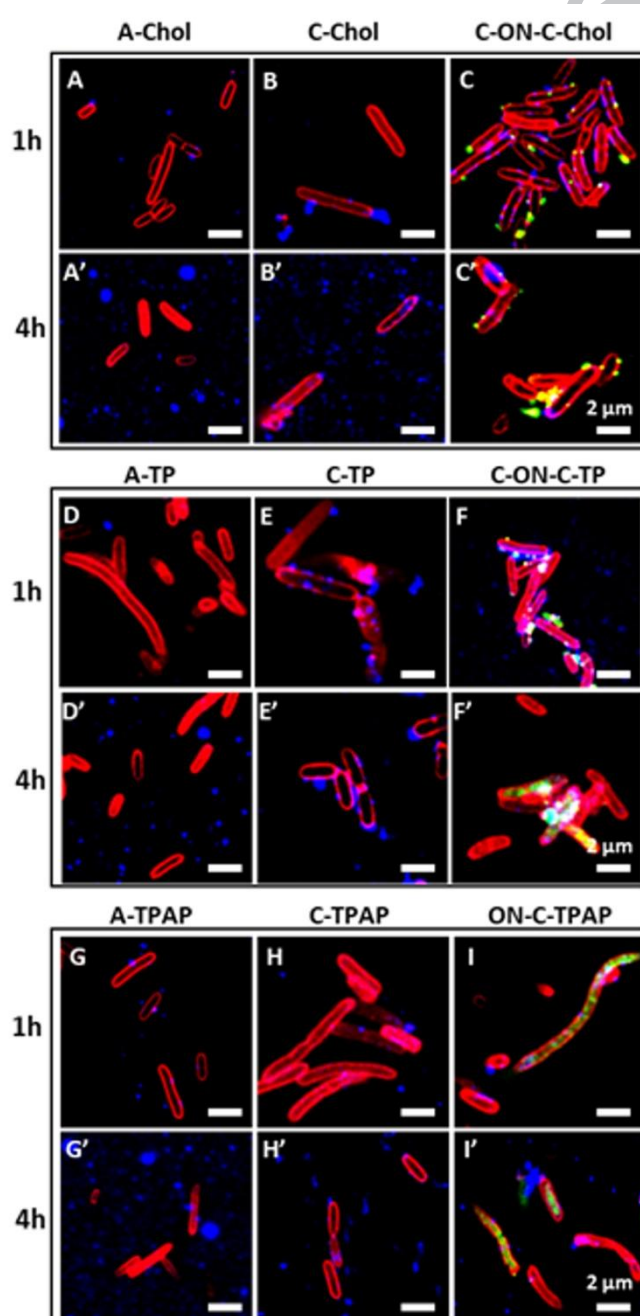 A-Chol C-Chol C-ON-C-Chol
A B C
1h
A' B' C'
4h
2 µm
A-TP C-TP C-ON-C-TP
D E F
1h
D' E' F'
4h
2 µm
A-TPAP C-TPAP ON-C-TPAP
G H I
1h
G' H' I'
4h
2 µm